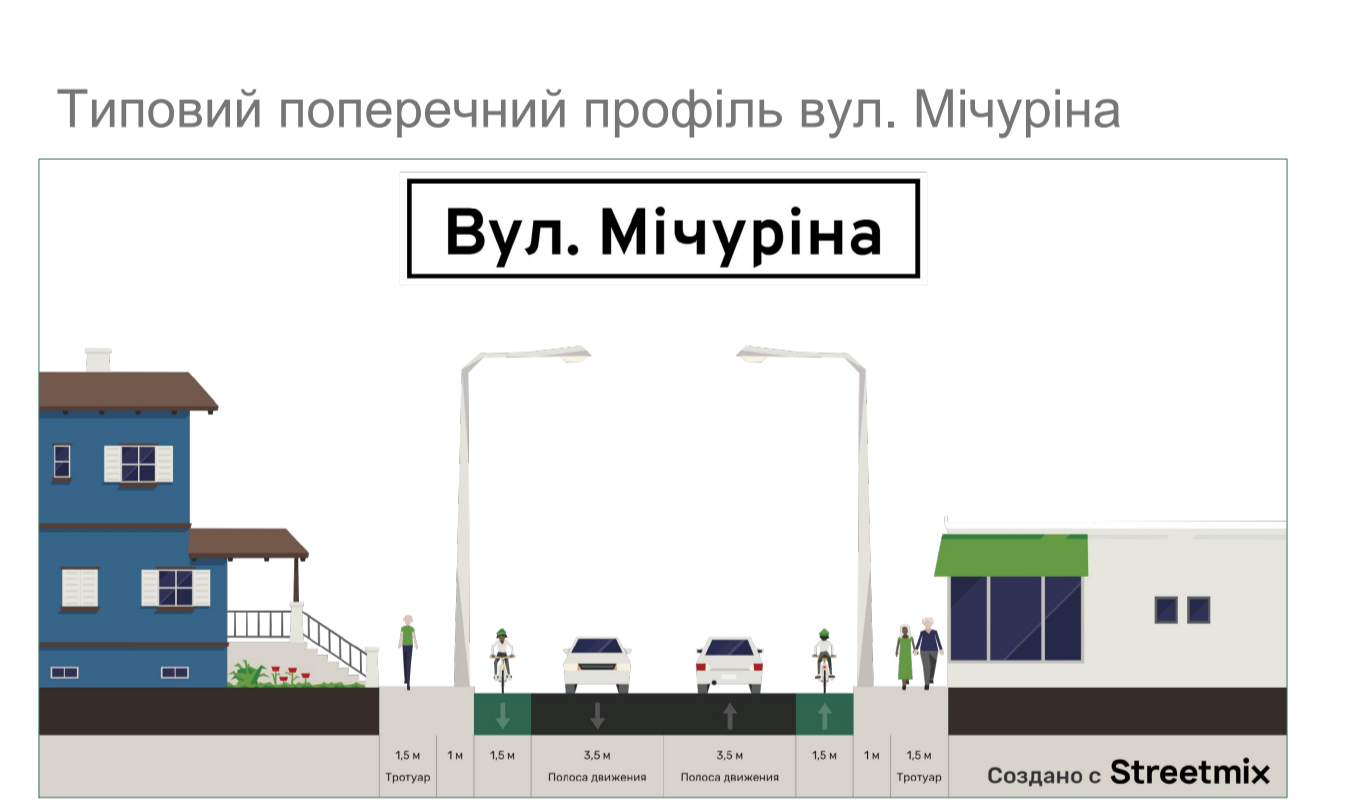 Типовий поперечний профіль вул. Мічуріна
Вул. Мічуріна
1,5 м 1 м 1,5 м 3,5 м 3,5 м 1,5 м 1 м 1,5 м
Тротуар Полоса движения Полоса движения Тротуар
Создано с Streetmix